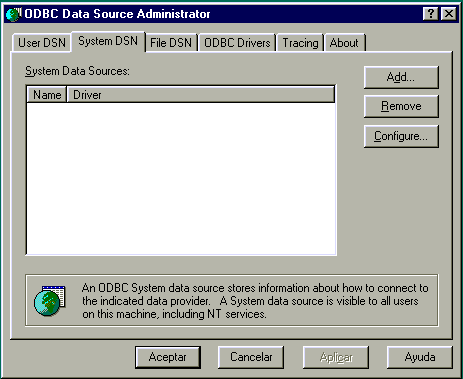 ODBC Data Source Administrator
User DSN System DSN File DSN ODBC Drivers Tracing About
System Data Sources:
Name Driver
Add...
Remove
Configure...
An ODBC System data source stores information about how to connect to
the indicated data provider. A System data source is visible to all users
on this machine, including NT services.
Aceptar Cancelar Aplicar Ayuda